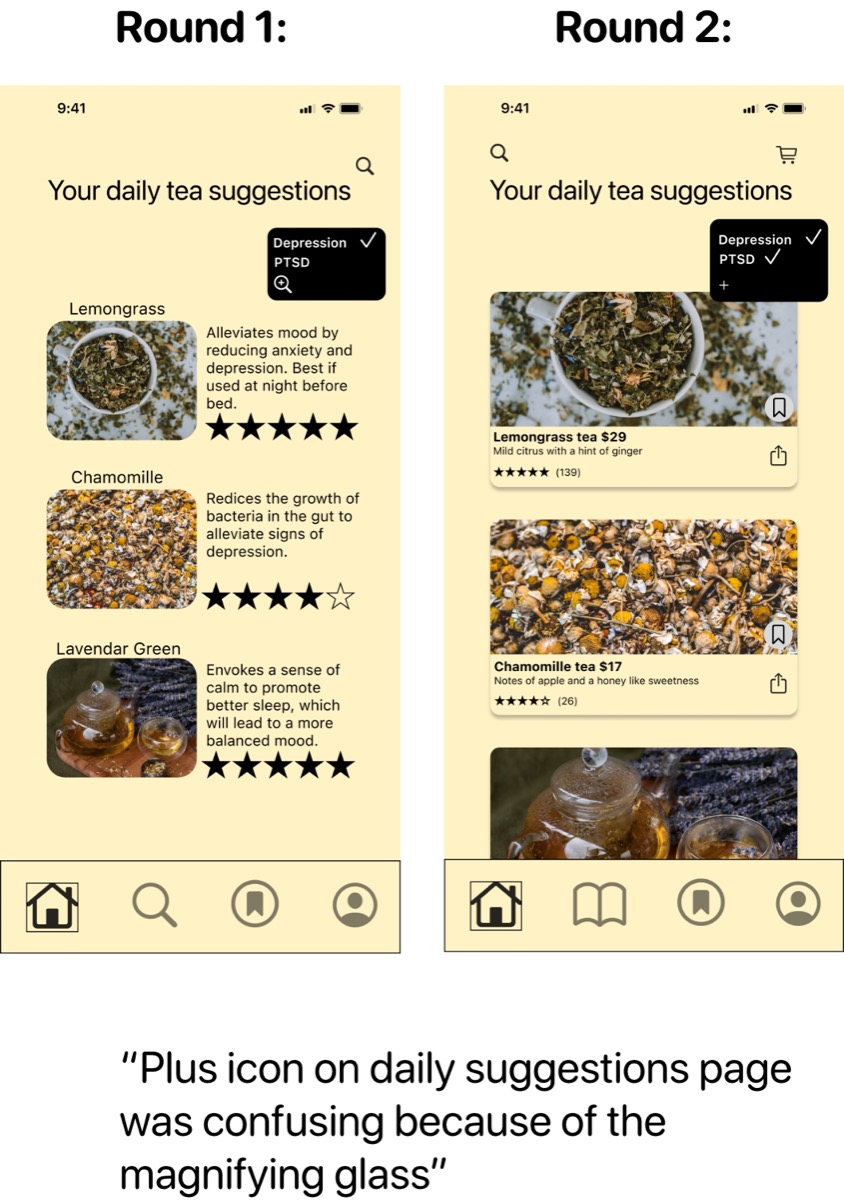 Round 1:
Round 2:
9:41
Your daily tea suggestions
Depression
PTSD
Lemongrass
Alleviates mood by
reducing anxiety and
depression. Best if
used at night before
bed.
Chamomille
Redices the growth of
bacteria in the gut to
alleviate signs of
depression.
Lavendar Green
Envokes a sense of
calm to promote
better sleep, which
will lead to a more
balanced mood.
9:41
Your daily tea suggestions
Depression
PTSD
+
Lemongrass tea $29
Mild citrus with a hint of ginger
★★★★★ (139)
Chamomille tea $17
Notes of apple and a honey like sweetness
★★★★☆ (26)
“Plus icon on daily suggestions page
was confusing because of the
magnifying glass”